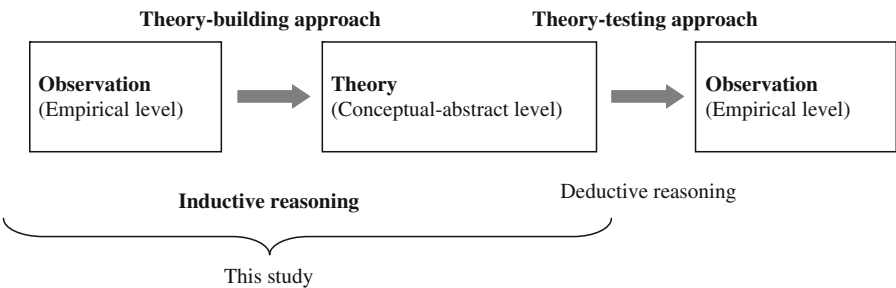 Theory-building approach
Theory-testing approach
Observation
(Empirical level)
Theory
(Conceptual-abstract level)
Observation
(Empirical level)
Inductive reasoning
Deductive reasoning
This study